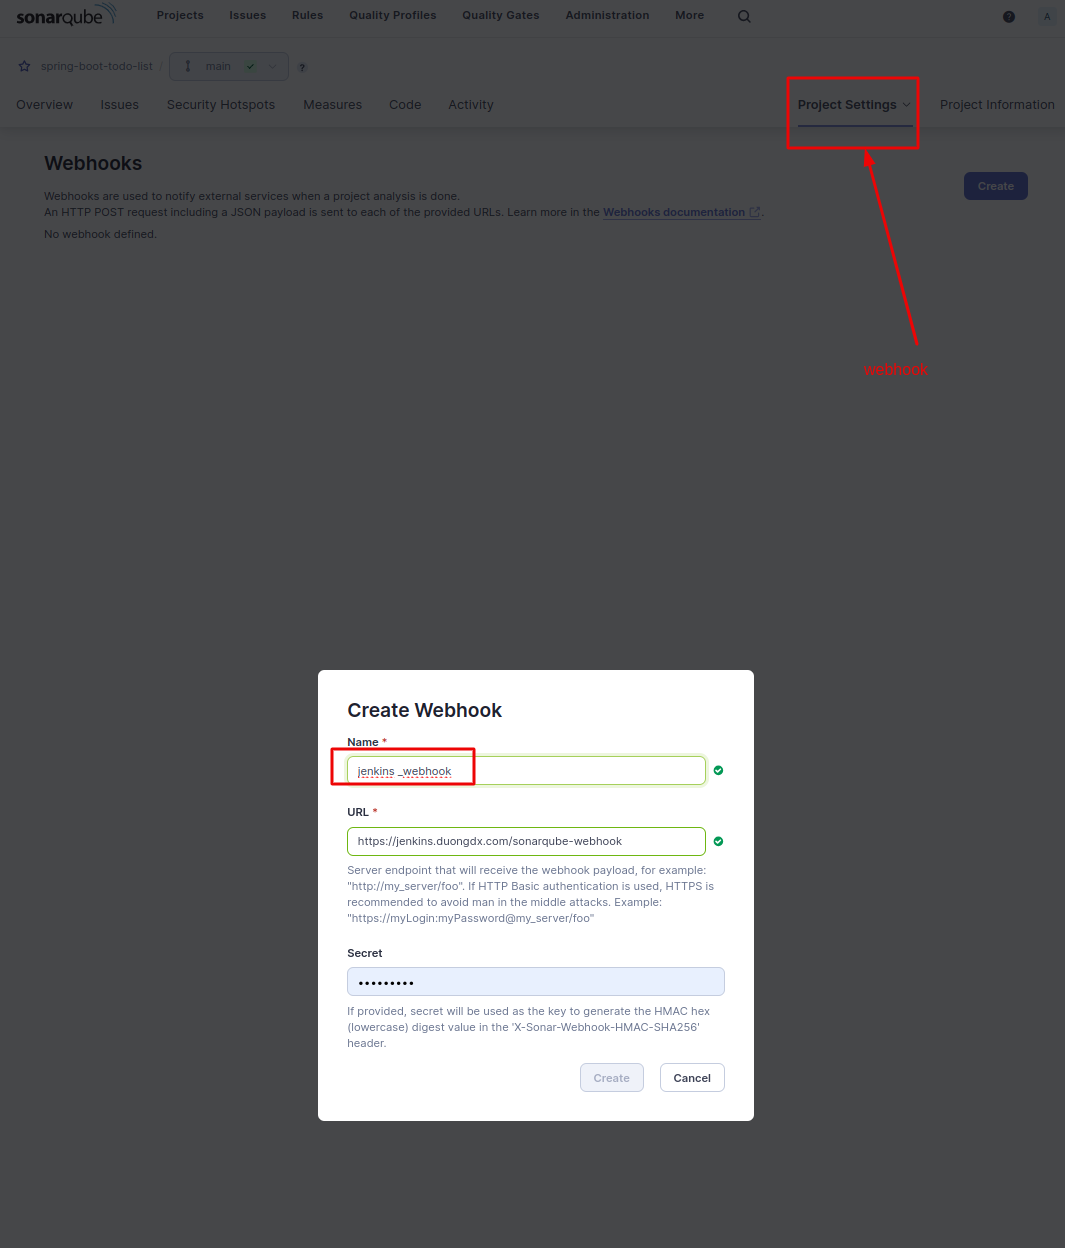 sonarqube Projects Issues Rules Quality Profiles Quality Gates Administration More ? A
spring-boot-todo-list / main ?
Overview Issues Security Hotspots Measures Code Activity Project Settings Project Information
Webhooks
Create
Webhooks are used to notify external services when a project analysis is done.
An HTTP POST request including a JSON payload is sent to each of the provided URLs. Learn more in the Webhooks documentation.
No webhook defined.
webhook
Create Webhook
Name *
jenkins _webhook
URL *
https://jenkins.duongdx.com/sonarqube-webhook
Server endpoint that will receive the webhook payload, for example:
"http://my_server/foo". If HTTP Basic authentication is used, HTTPS is
recommended to avoid man in the middle attacks. Example:
"https://myLogin:myPassword@my_server/foo"
Secret
•••••••••
If provided, secret will be used as the key to generate the HMAC hex
(lowercase) digest value in the 'X-Sonar-Webhook-HMAC-SHA256'
header.
Create Cancel